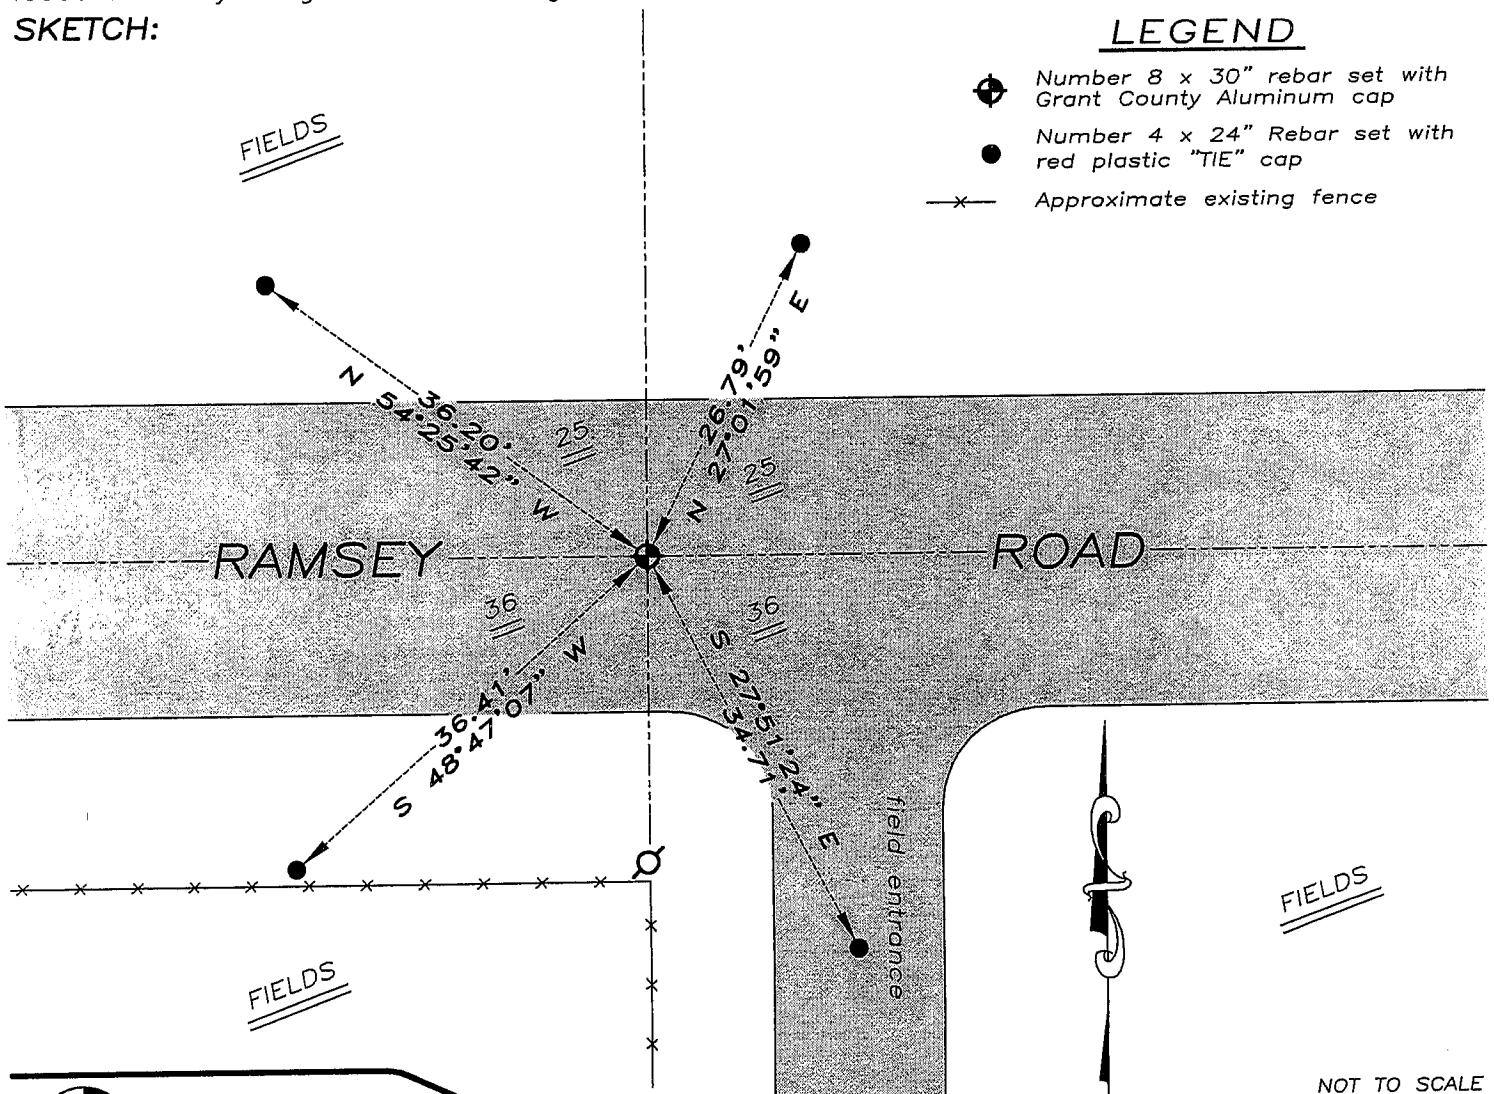 SKETCH:
LEGEND
Number 8 x 30" rebar set with
Grant County Aluminum cap
Number 4 x 24" Rebar set with
red plastic "TIE" cap
Approximate existing fence
FIELDS
36.20'
N 54°25'42" W
26.79'
N 27°01'59" E
25
25
RAMSEY ROAD
36
36
36.41'
S 48°47'07" W
S 27°51'24" E
34.71'
field entrance
FIELDS
FIELDS
NOT TO SCALE